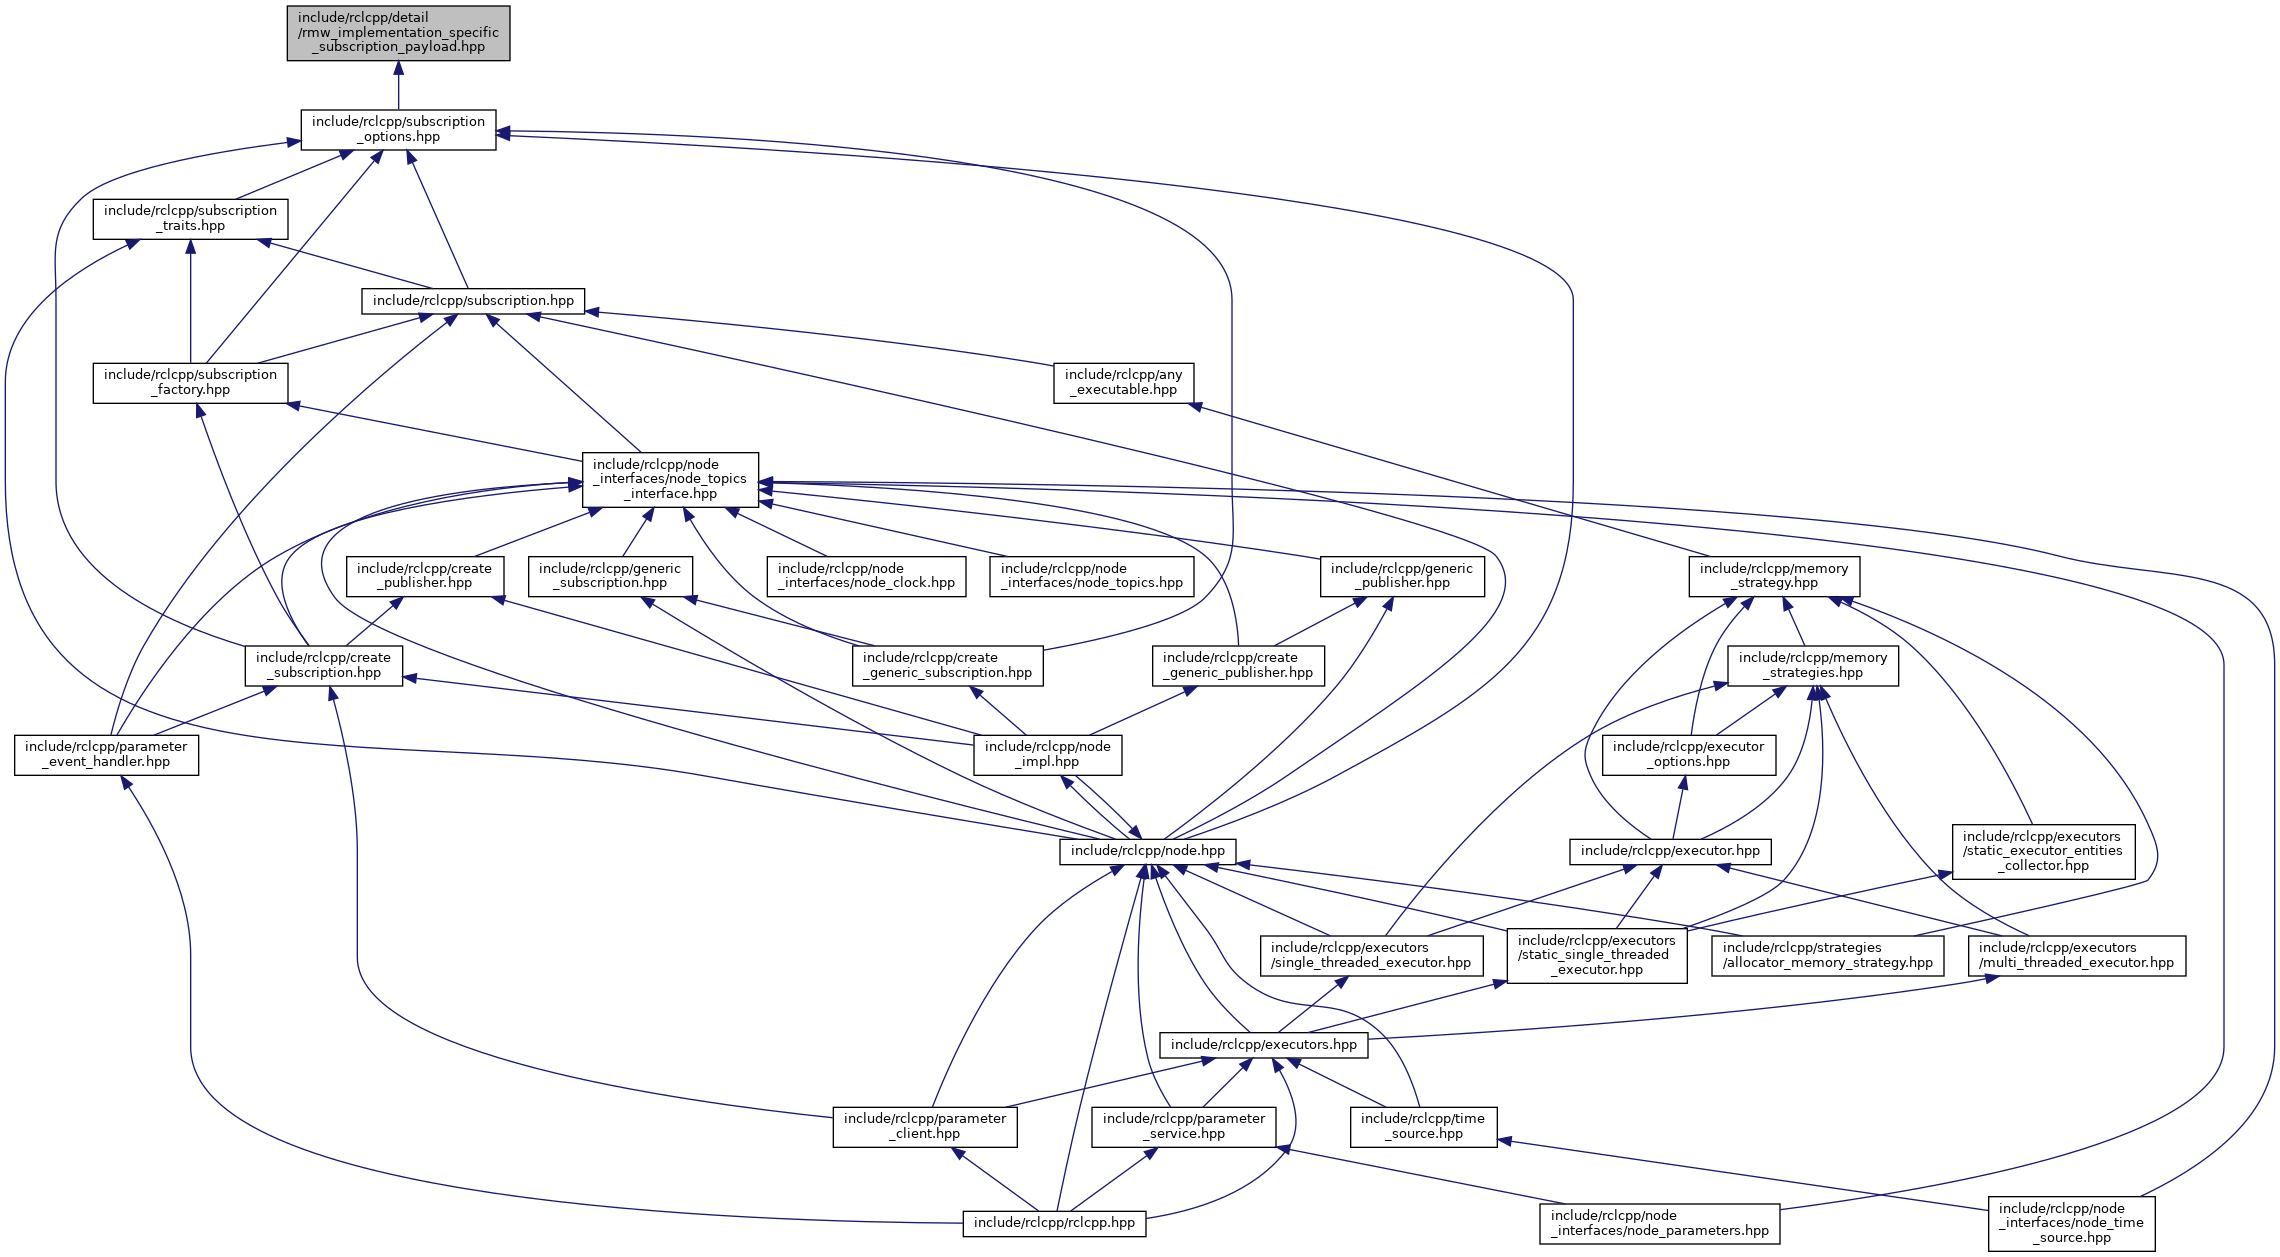 include/rclcpp/detail
/rmw_implementation_specific
_subscription_payload.hpp
include/rclcpp/subscription
_options.hpp
include/rclcpp/subscription
_traits.hpp
include/rclcpp/subscription.hpp
include/rclcpp/subscription
_factory.hpp
include/rclcpp/any
_executable.hpp
include/rclcpp/node
_interfaces/node_topics
_interface.hpp
include/rclcpp/create
_publisher.hpp
include/rclcpp/generic
_subscription.hpp
include/rclcpp/node
_interfaces/node_clock.hpp
include/rclcpp/node
_interfaces/node_topics.hpp
include/rclcpp/generic
_publisher.hpp
include/rclcpp/memory
_strategy.hpp
include/rclcpp/create
_subscription.hpp
include/rclcpp/create
_generic_subscription.hpp
include/rclcpp/create
_generic_publisher.hpp
include/rclcpp/memory
_strategies.hpp
include/rclcpp/parameter
_event_handler.hpp
include/rclcpp/node
_impl.hpp
include/rclcpp/executor
_options.hpp
include/rclcpp/node.hpp
include/rclcpp/executor.hpp
include/rclcpp/executors
/static_executor_entities
_collector.hpp
include/rclcpp/executors
/single_threaded_executor.hpp
include/rclcpp/executors
/static_single_threaded
_executor.hpp
include/rclcpp/strategies
/allocator_memory_strategy.hpp
include/rclcpp/executors
/multi_threaded_executor.hpp
include/rclcpp/executors.hpp
include/rclcpp/parameter
_client.hpp
include/rclcpp/parameter
_service.hpp
include/rclcpp/time
_source.hpp
include/rclcpp/rclcpp.hpp
include/rclcpp/node
_interfaces/node_parameters.hpp
include/rclcpp/node
_interfaces/node_time
_source.hpp